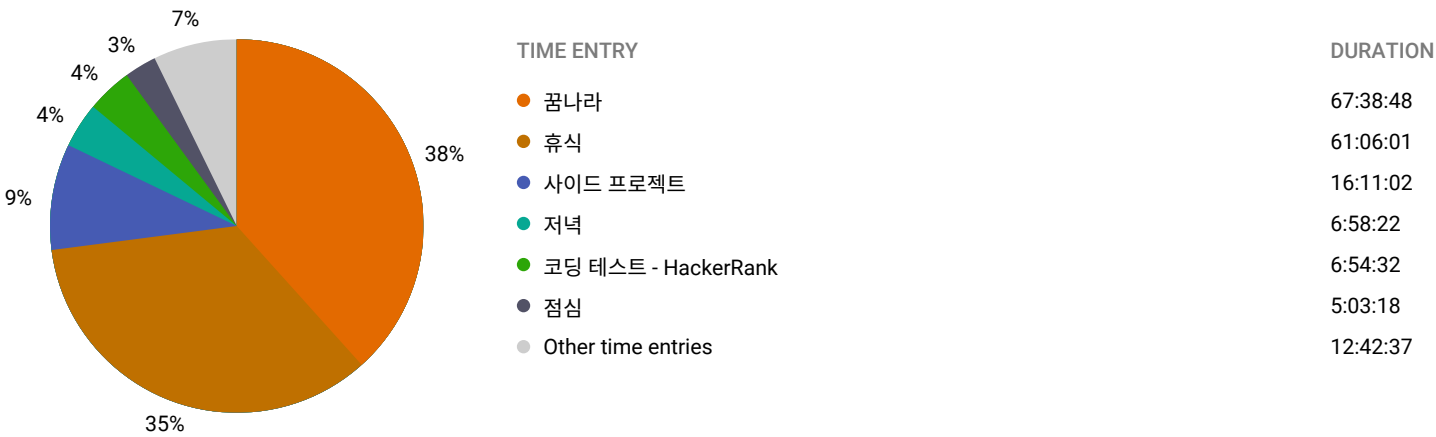 7%
3%
4%
4%
9%
38%
35%
TIME ENTRY DURATION
꿈나라 67:38:48
휴식 61:06:01
사이드 프로젝트 16:11:02
저녁 6:58:22
코딩 테스트 - HackerRank 6:54:32
점심 5:03:18
Other time entries 12:42:37